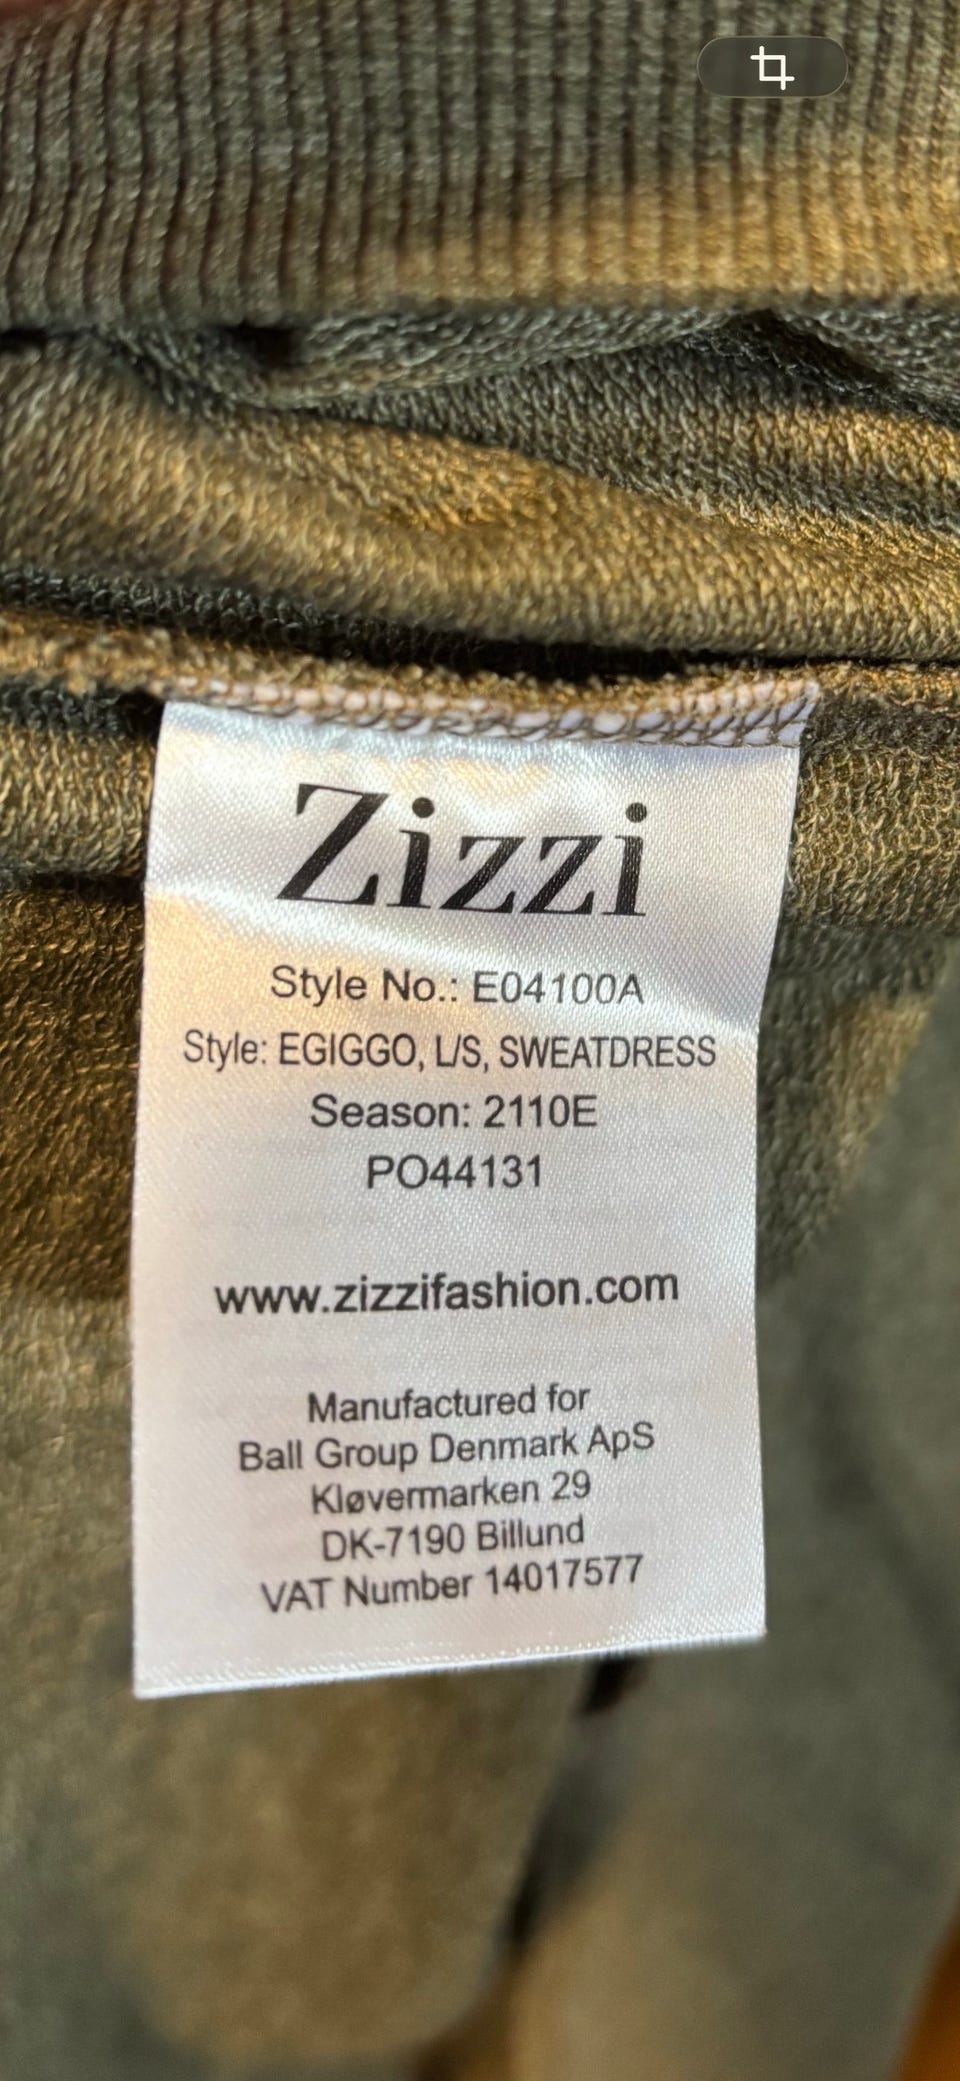 Zizzi
Style No.: E04100A
Style: EGIGGO, L/S, SWEATDRESS
Season: 2110E
PO44131
www.zizzifashion.com
Manufactured for
Ball Group Denmark ApS
Kløvermarken 29
DK-7190 Billund
VAT Number 14017577